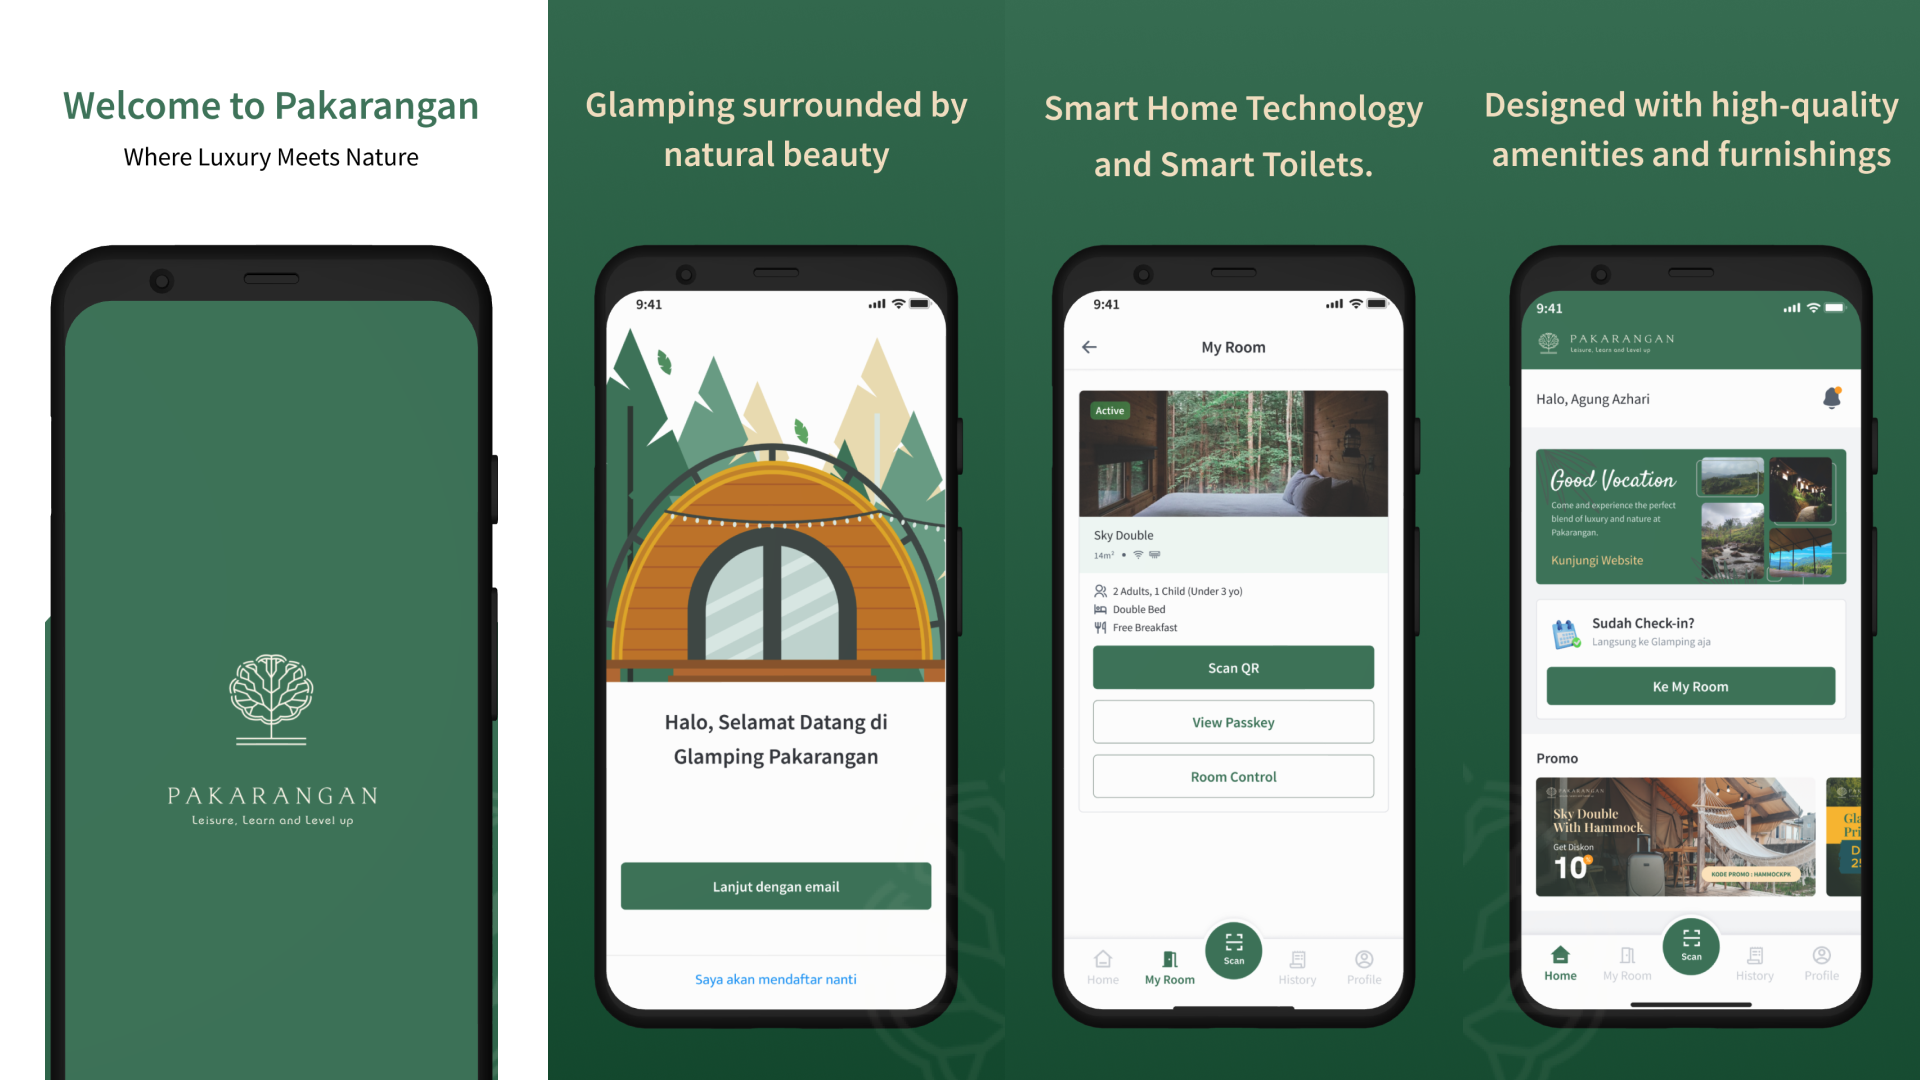 Welcome to Pakarangan
Where Luxury Meets Nature
PAKARANGAN
Leisure, Learn and Level up
Glamping surrounded by
natural beauty
9:41
Halo, Selamat Datang di
Glamping Pakarangan
Lanjut dengan email
Saya akan mendaftar nanti
Smart Home Technology
and Smart Toilets.
9:41
My Room
Active
Sky Double
14m²
2 Adults, 1 Child (Under 3 yo)
Double Bed
Free Breakfast
Scan QR
View Passkey
Room Control
Home
My Room
Scan
History
Profile
Designed with high-quality
amenities and furnishings
9:41
PAKARANGAN
Leisure, Learn and Level up
Halo, Agung Azhari
Good Vocation
Come and experience the perfect
blend of luxury and nature at
Pakarangan.
Kunjungi Website
Sudah Check-in?
Langsung ke Glamping aja
Ke My Room
Promo
PAKARANGAN
Sky Double
With Hammock
Get Diskon
10%
KODE PROMO : HANMOCKPK
Gla
Pri
D
25
Home
My Room
Scan
History
Profile